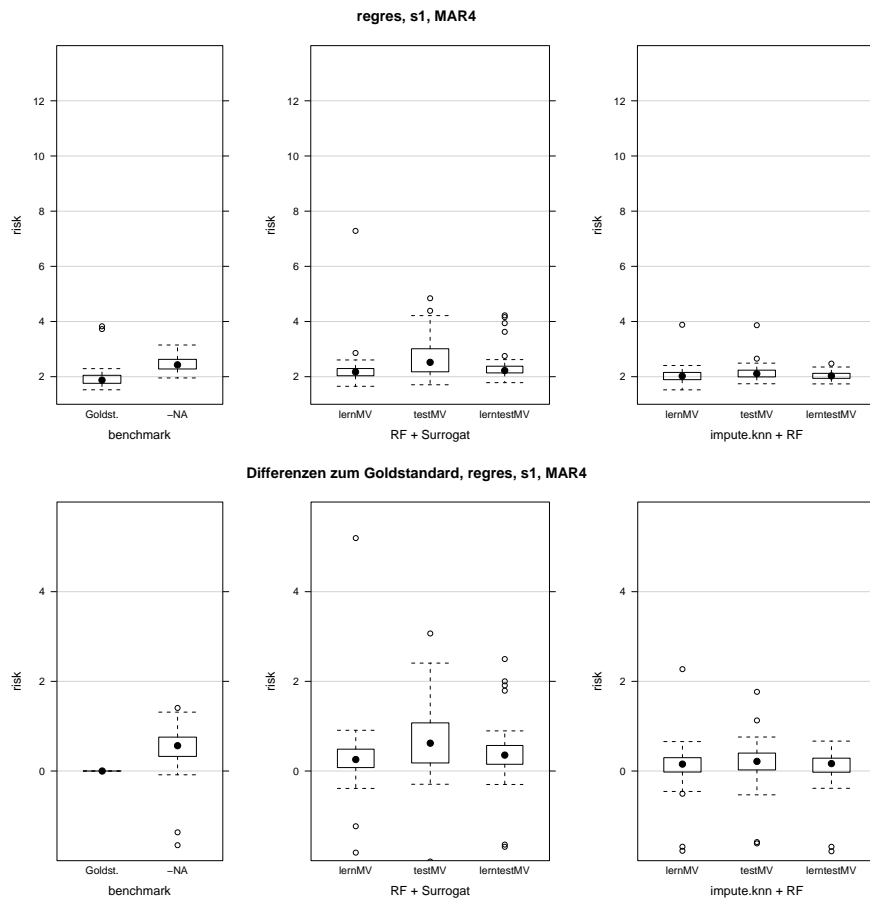 regres, s1, MAR4
risk
2
4
6
8
10
12
Goldst.
−NA
benchmark
risk
2
4
6
8
10
12
lernMV
testMV
lerntestMV
RF + Surrogat
risk
2
4
6
8
10
12
lernMV
testMV
lerntestMV
impute.knn + RF
Differenzen zum Goldstandard, regres, s1, MAR4
risk
0
2
4
Goldst.
−NA
benchmark
risk
0
2
4
lernMV
testMV
lerntestMV
RF + Surrogat
risk
0
2
4
lernMV
testMV
lerntestMV
impute.knn + RF